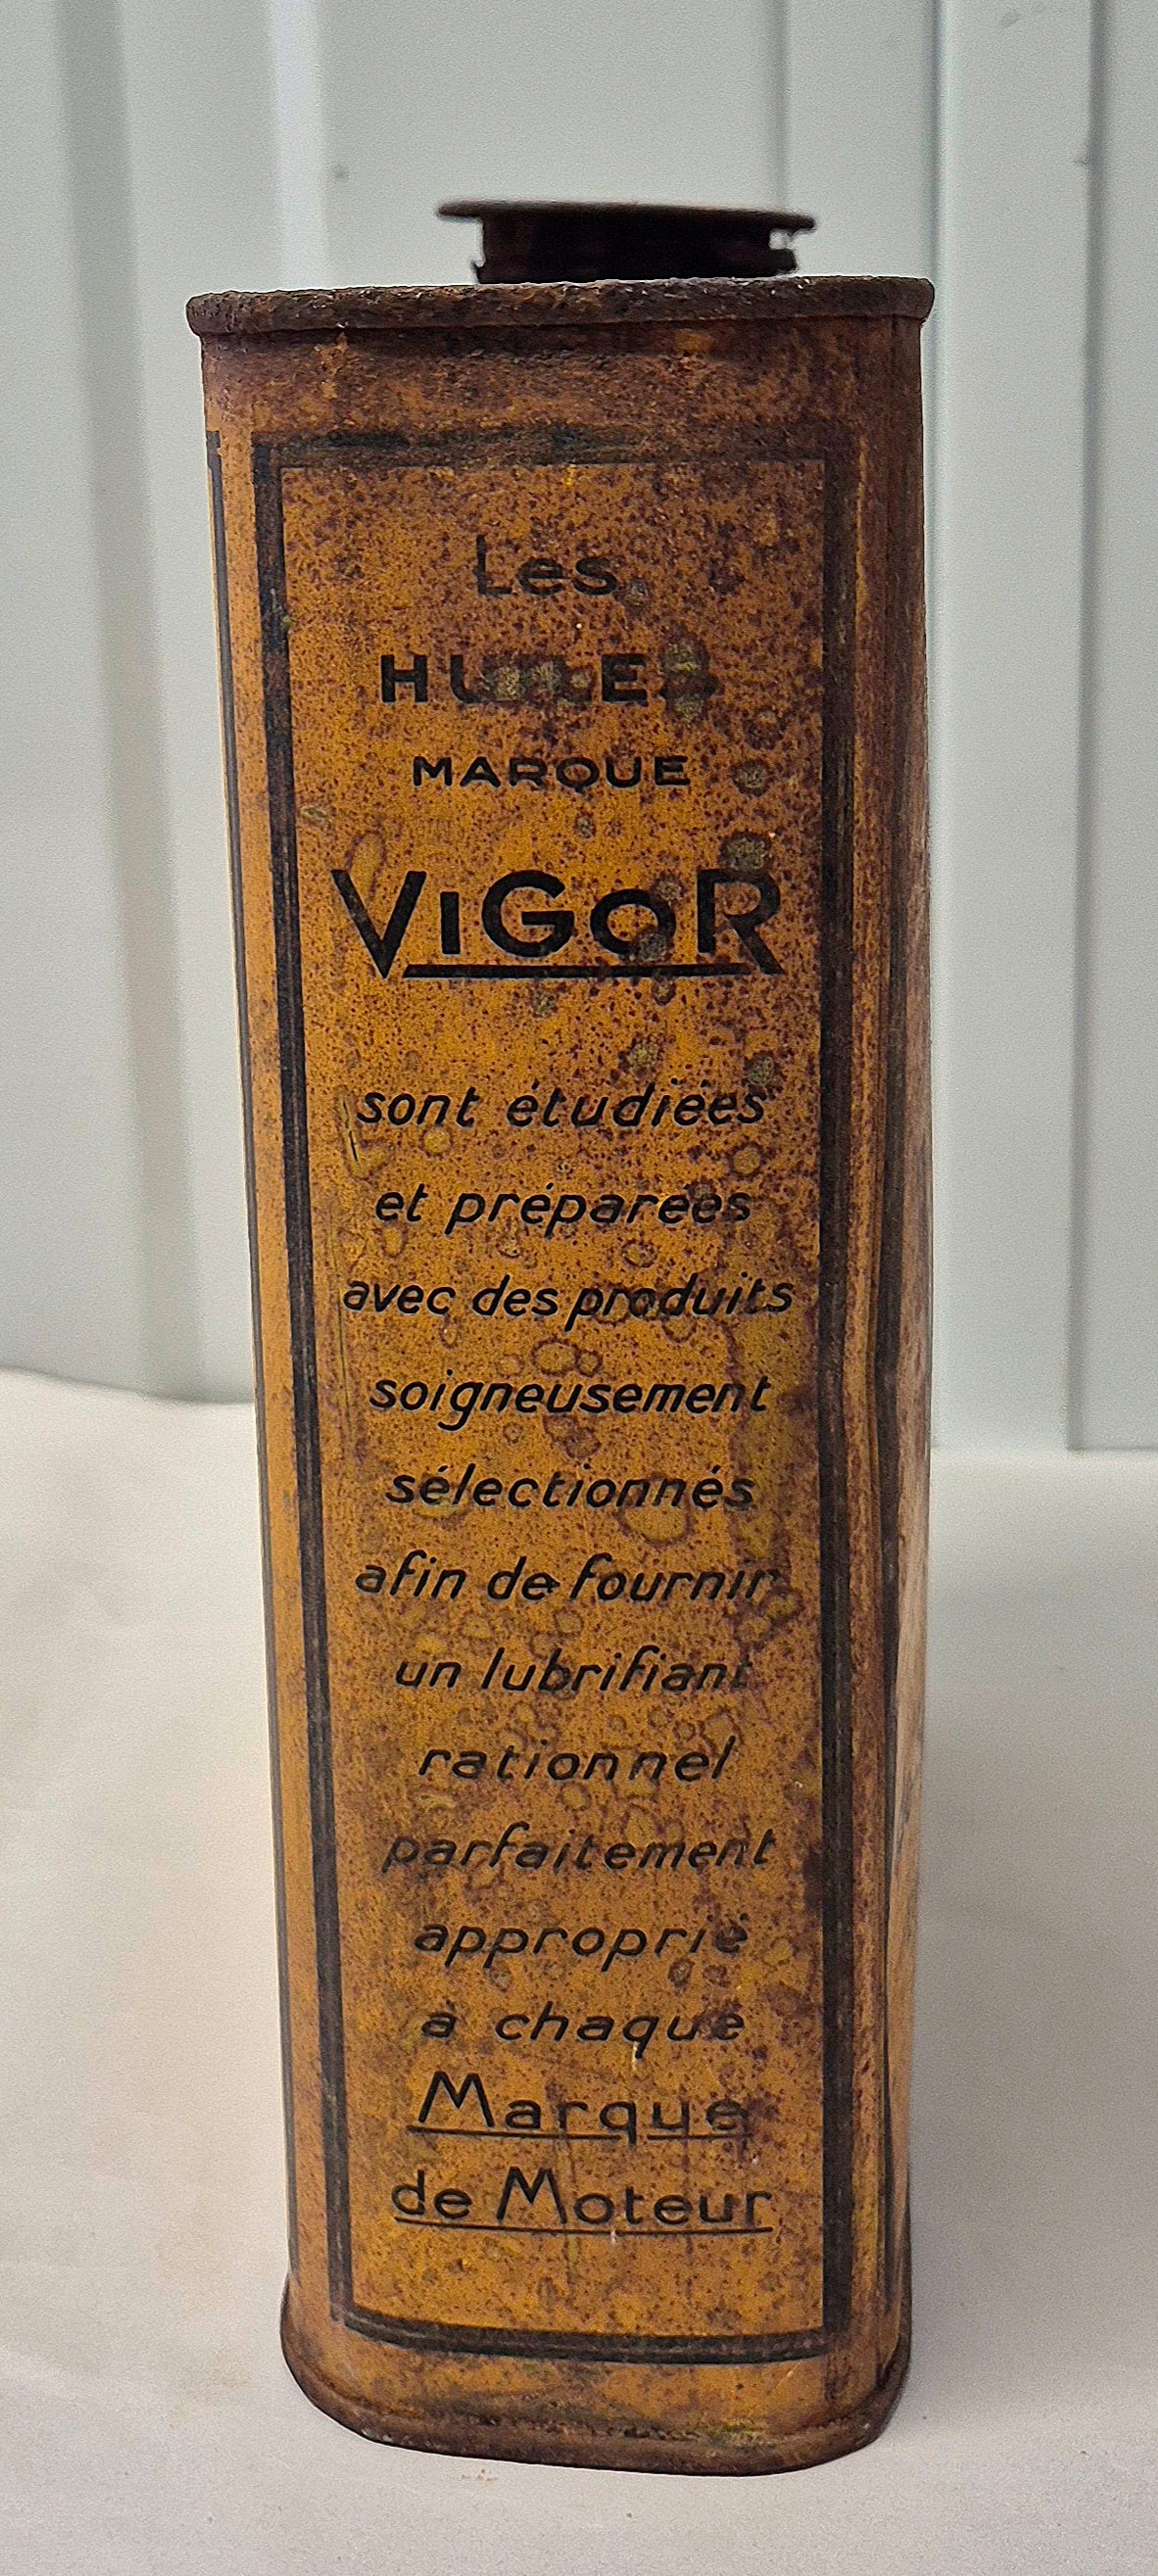 Les
HUILES
MARQUE
ViGoR
sont étudiées
et préparées
avec des produits
soigneusement
sélectionnés
afin de fournir
un lubrifiant
rationnel
parfaitement
approprié
à chaque
Marque
de Moteur